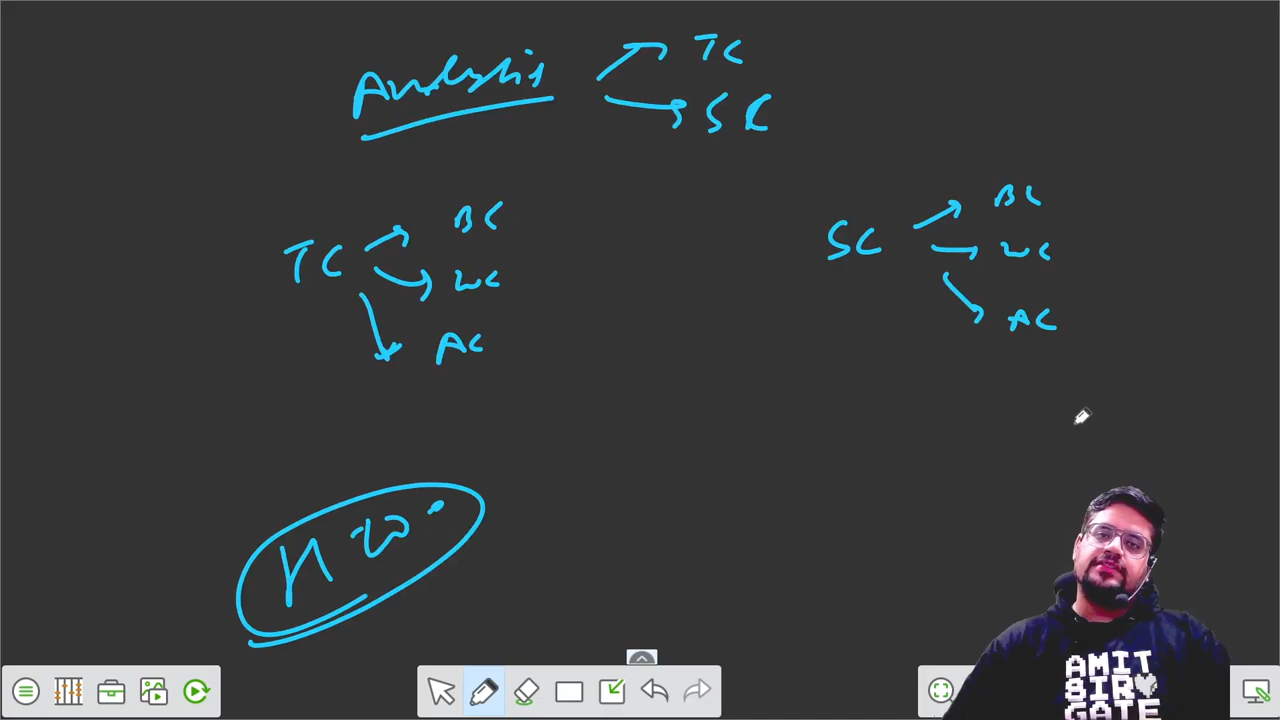 Analysis TC
SC
TC BC
WC
AC
SC BC
WC
AC
H W.
AMIT
SIR
GATE